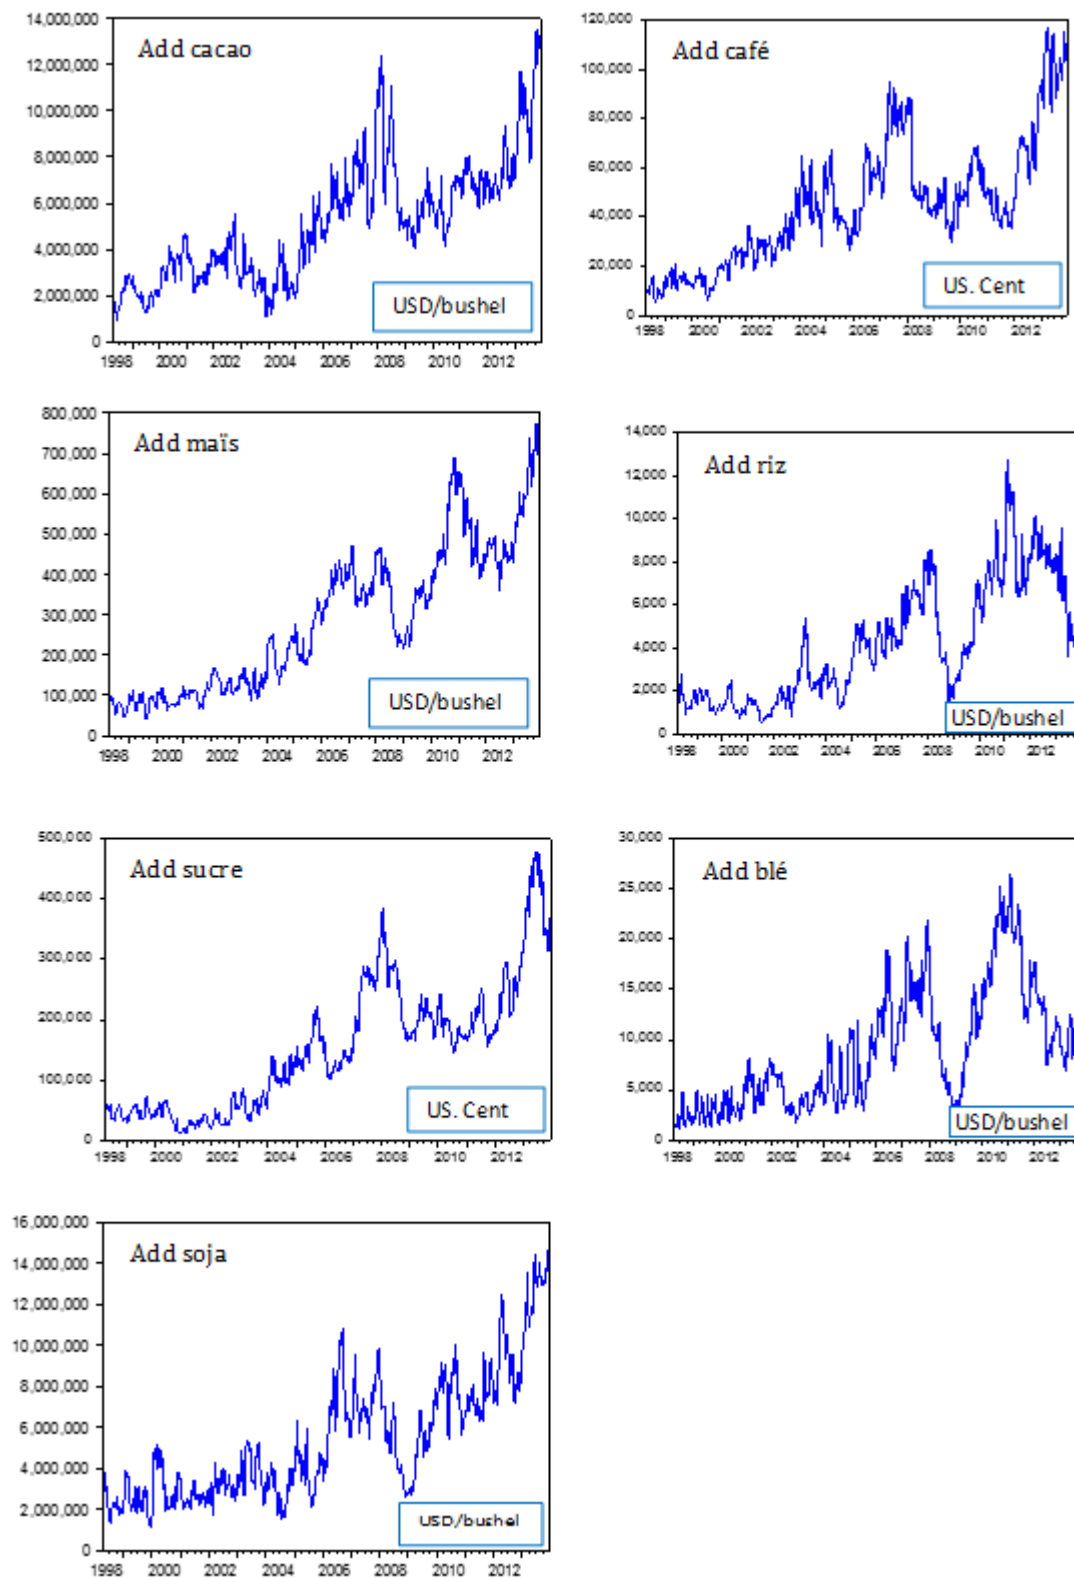 14,000,000
Add cacao
12,000,000
10,000,000
8,000,000
6,000,000
4,000,000
2,000,000
0
USD/bushel
1998 2000 2002 2004 2006 2008 2010 2012
120,000
Add café
100,000
80,000
60,000
40,000
20,000
0
US. Cent
1998 2000 2002 2004 2006 2008 2010 2012
800,000
Add maïs
700,000
600,000
500,000
400,000
300,000
200,000
100,000
0
USD/bushel
1998 2000 2002 2004 2006 2008 2010 2012
14,000
Add riz
12,000
10,000
8,000
6,000
4,000
2,000
0
USD/bushel
1998 2000 2002 2004 2006 2008 2010 2012
500,000
Add sucre
400,000
300,000
200,000
100,000
0
US. Cent
1998 2000 2002 2004 2006 2008 2010 2012
30,000
Add blé
25,000
20,000
15,000
10,000
5,000
0
USD/bushel
1998 2000 2002 2004 2006 2008 2010 2012
16,000,000
Add soja
14,000,000
12,000,000
10,000,000
8,000,000
6,000,000
4,000,000
2,000,000
0
USD/bushel
1998 2000 2002 2004 2006 2008 2010 2012